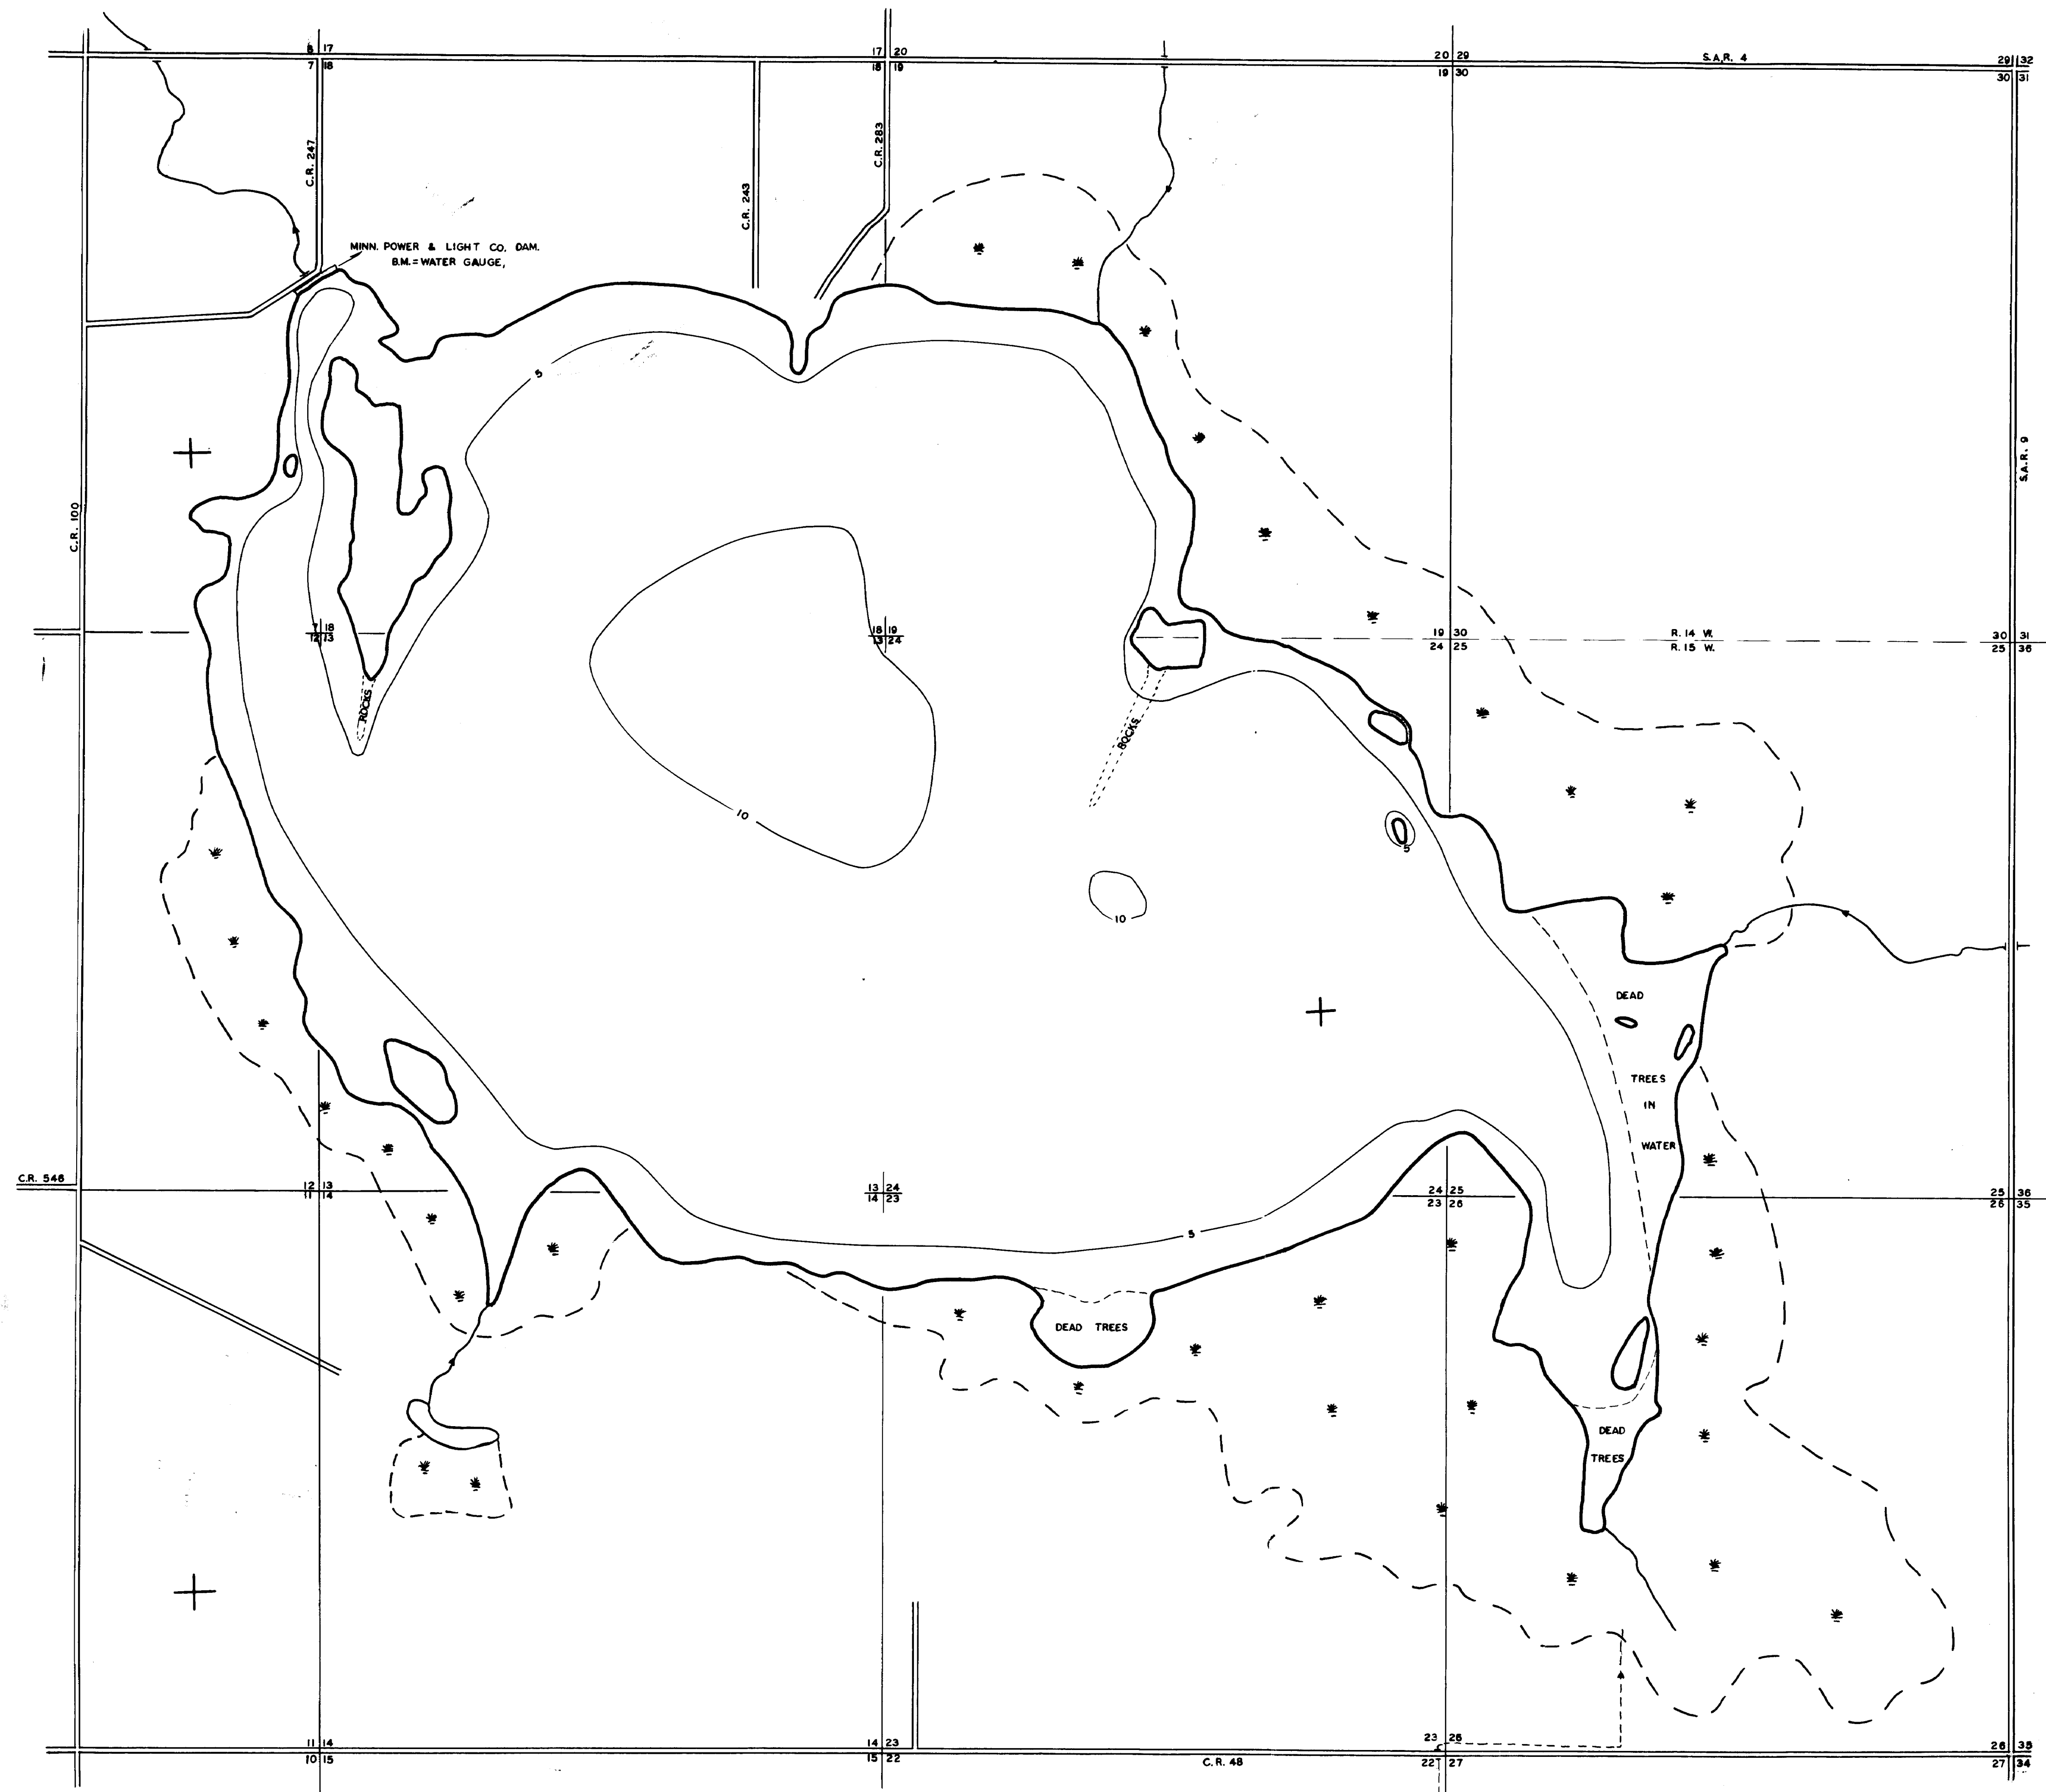 8 17
7 18
17 20
18 19
20 29
19 30
S.A.R. 4
29 32
30 31
C.R. 247
C.R. 243
C.R. 283
MINN. POWER & LIGHT CO. DAM.
B.M. = WATER GAUGE,
5
S.A.R. 9
C.R. 100
7 18
12 13
18 19
13 24
19 30
24 25
R. 14 W.
R. 15 W.
30 31
25 36
ROCKS
ROCKS
10
5
10
DEAD
TREES
IN
WATER
C.R. 546
12 13
11 14
13 24
14 23
24 25
23 26
25 36
26 35
5
DEAD TREES
DEAD
TREES
11 14
10 15
14 23
15 22
C.R. 48
23 26
22 27
26 35
27 34